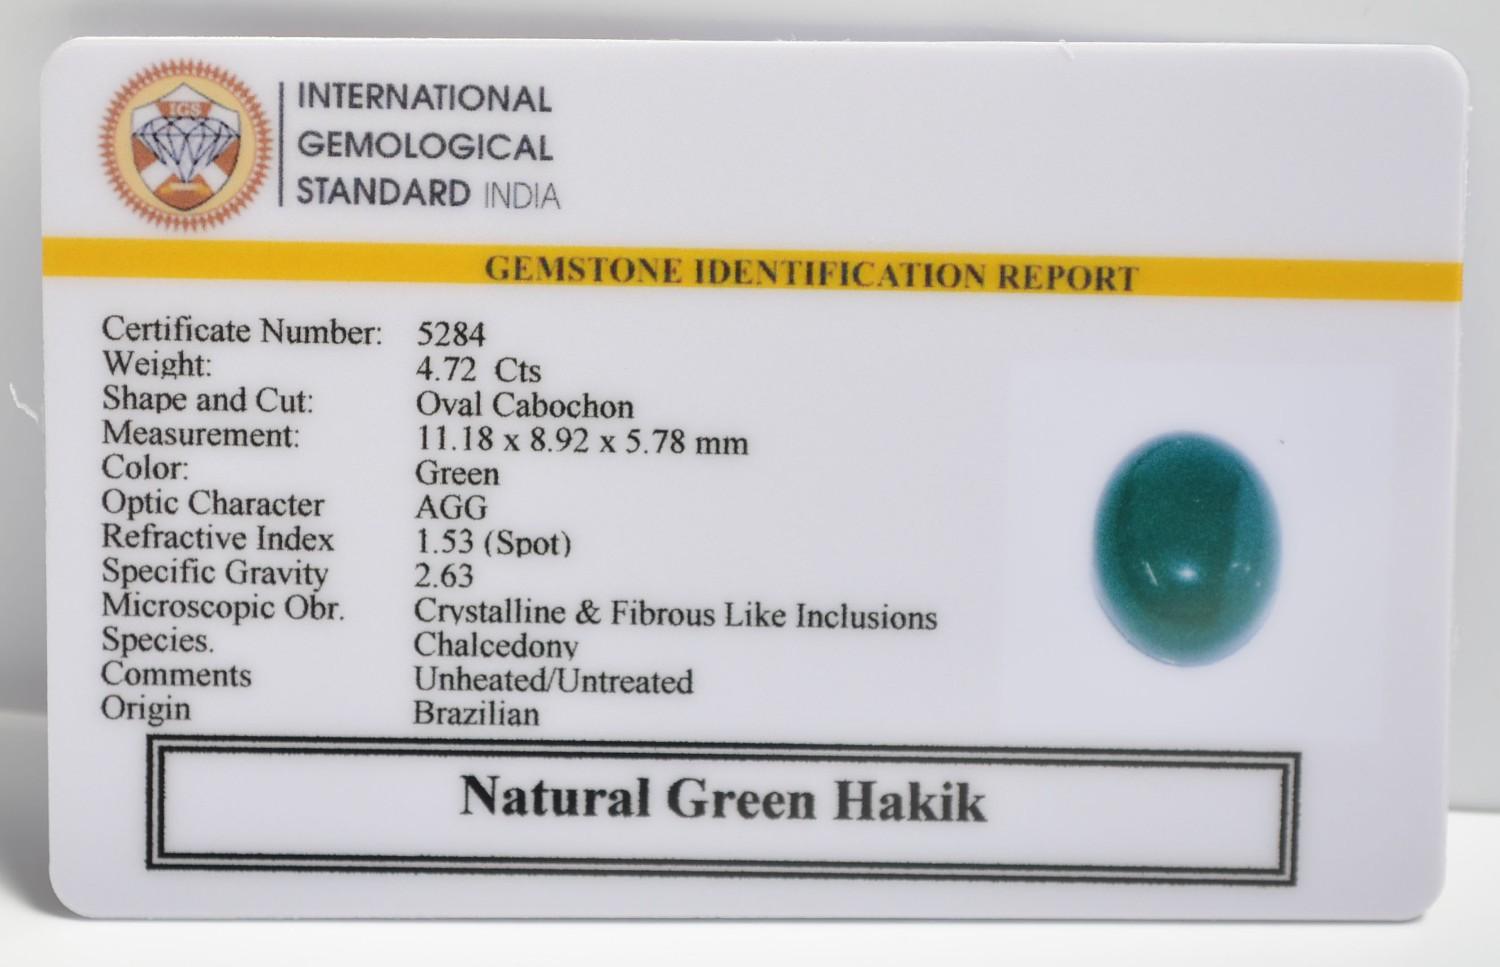 IGS
INTERNATIONAL
GEMOLOGICAL
STANDARD INDIA
GEMSTONE IDENTIFICATION REPORT
Certificate Number: 5284
Weight: 4.72 Cts
Shape and Cut: Oval Cabochon
Measurement: 11.18 x 8.92 x 5.78 mm
Color: Green
Optic Character AGG
Refractive Index 1.53 (Spot)
Specific Gravity 2.63
Microscopic Obr. Crystalline & Fibrous Like Inclusions
Species. Chalcedony
Comments Unheated/Untreated
Origin Brazilian
Natural Green Hakik